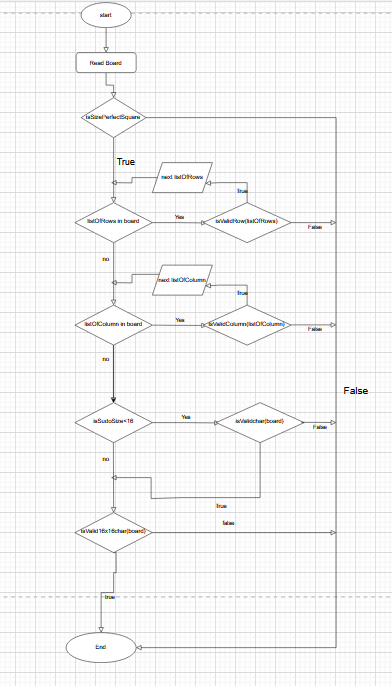 start
Read Board
isSizePerfectSquare
True
next listOfRows
True
listOfRows in board
Yes
isValidRow(listOfRows)
False
no
next listOfColumn
True
listOfColumn in board
Yes
isValidColumn(listOfColumn)
False
no
False
isSudoSize<16
Yes
isValidchar(board)
False
no
True
false
isValid16x16char(board)
true
End